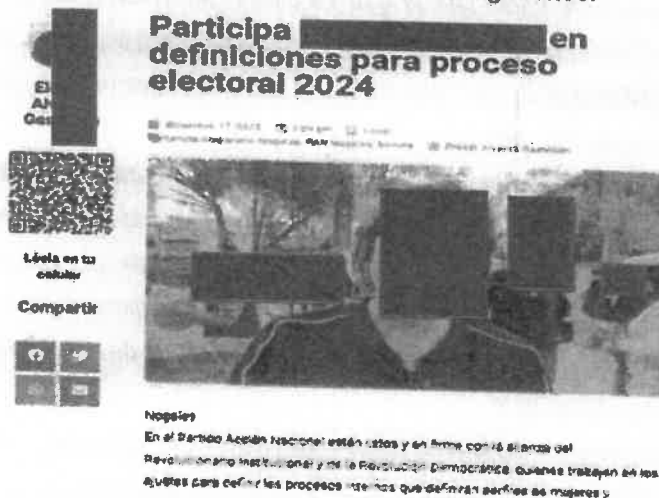 Participa en
definiciones para proceso
electoral 2024
Léela en tu
celular
Compartir
Nogales
En el Partido Acción Nacional están listos y en firme con la alianza del
Revolucionario Institucional y de la Revolución Democrática, quienes trabajan en los
ajustes para definir los procesos internos que definirán perfiles de mujeres y